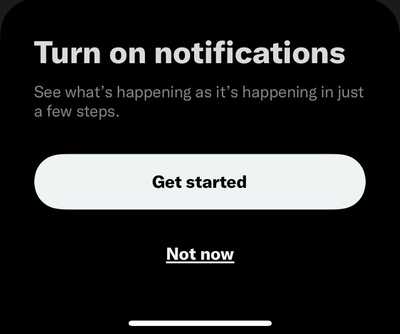 Turn on notifications
See what’s happening as it’s happening in just
a few steps.
Get started
Not now